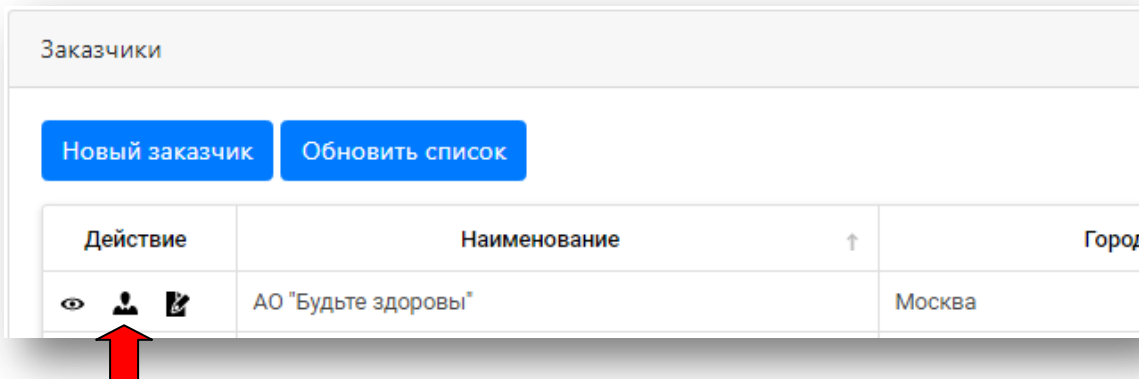 Заказчики
Новый заказчик Обновить список
Действие Наименование Город
АО "Будьте здоровы" Москва